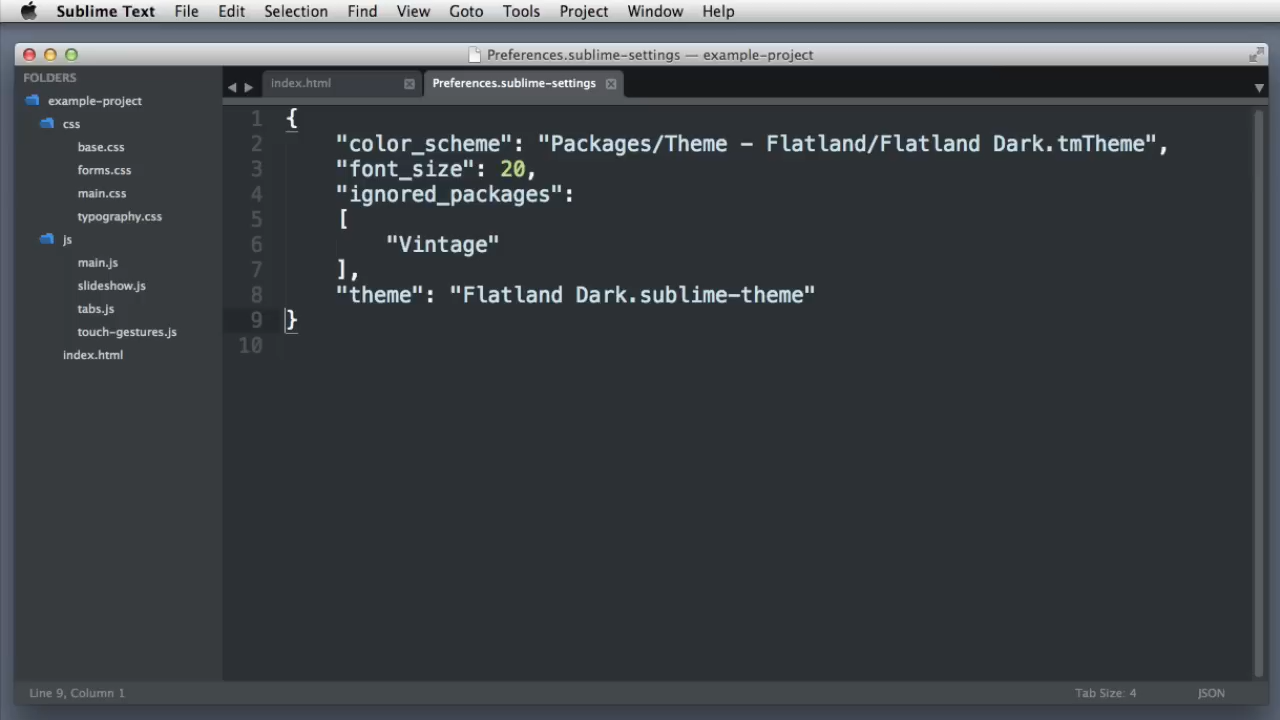 Sublime Text File Edit Selection Find View Goto Tools Project Window Help
Preferences.sublime-settings — example-project
FOLDERS
example-project
css
base.css
forms.css
main.css
typography.css
js
main.js
slideshow.js
tabs.js
touch-gestures.js
index.html
index.html Preferences.sublime-settings
1 {
2 "color_scheme": "Packages/Theme - Flatland/Flatland Dark.tmTheme",
3 "font_size": 20,
4 "ignored_packages":
5 [
6 "Vintage"
7 ],
8 "theme": "Flatland Dark.sublime-theme"
9 }
10
Line 9, Column 1 Tab Size: 4 JSON